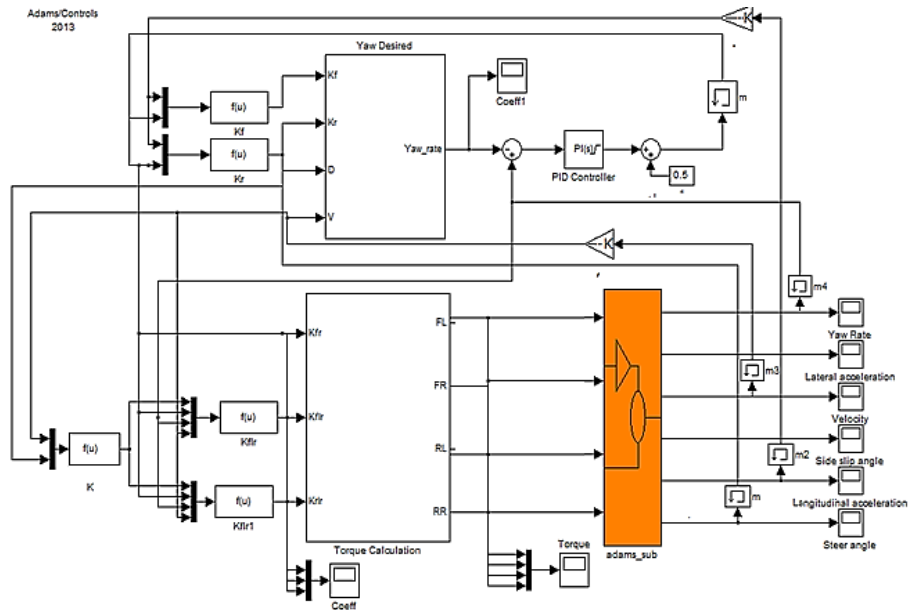 Adams/Controls
2013
K
Yaw Desired
Kf
Kr
D
V
Yaw_rate
Coeff1
f(u)
Kf
f(u)
Kr
PI(s)
PID Controller
0.5
m
K
m4
Yaw Rate
m3
Lateral acceleration
Velocity
Side slip angle
m2
Langitudinal acceleration
m
Steer angle
Kfr
Kflr
Krlr
FL
FR
RL
RR
Torque Calculation
f(u)
K
f(u)
Kflr
f(u)
Kflr1
Coeff
Torque
adams_sub